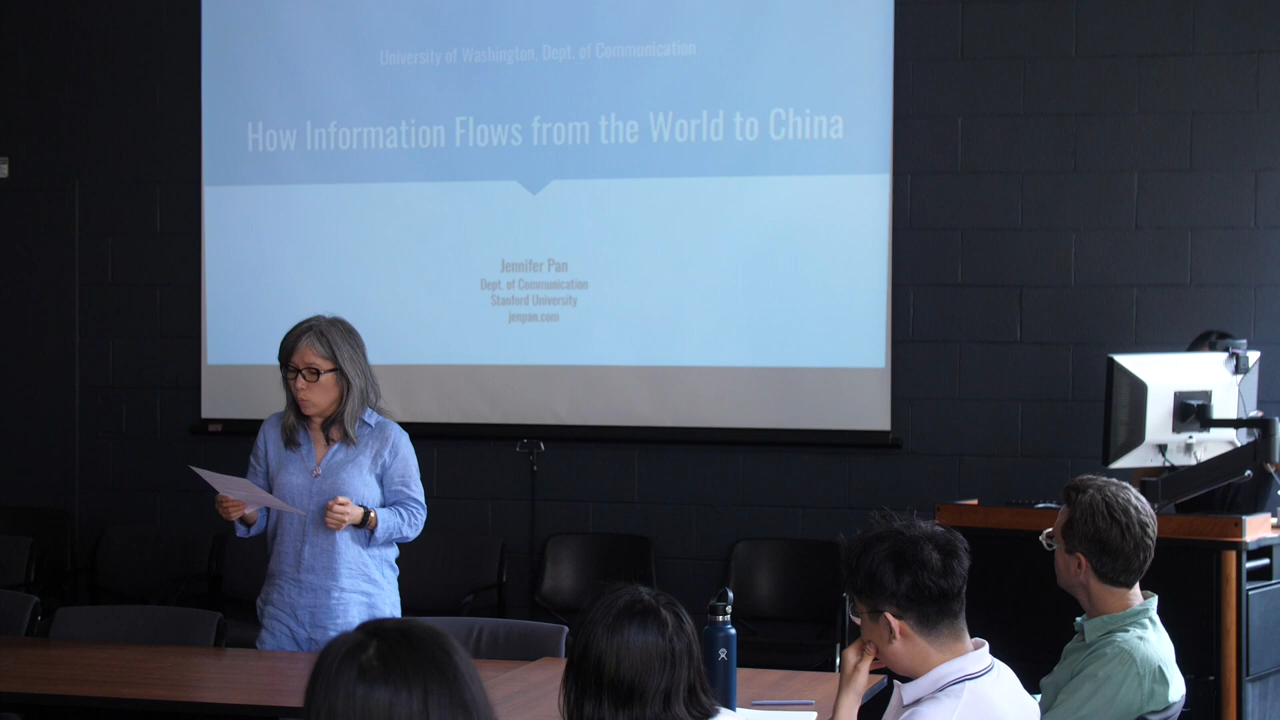 University of Washington, Dept. of Communication
How Information Flows from the World to China
Jennifer Pan
Dept. of Communication
Stanford University
jenpan.com